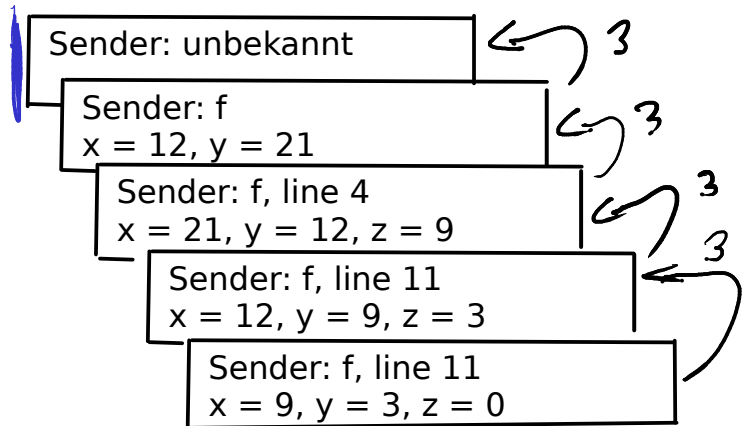 Sender: unbekannt
3
Sender: f
x = 12, y = 21
3
Sender: f, line 4
x = 21, y = 12, z = 9
3
Sender: f, line 11
x = 12, y = 9, z = 3
3
Sender: f, line 11
x = 9, y = 3, z = 0